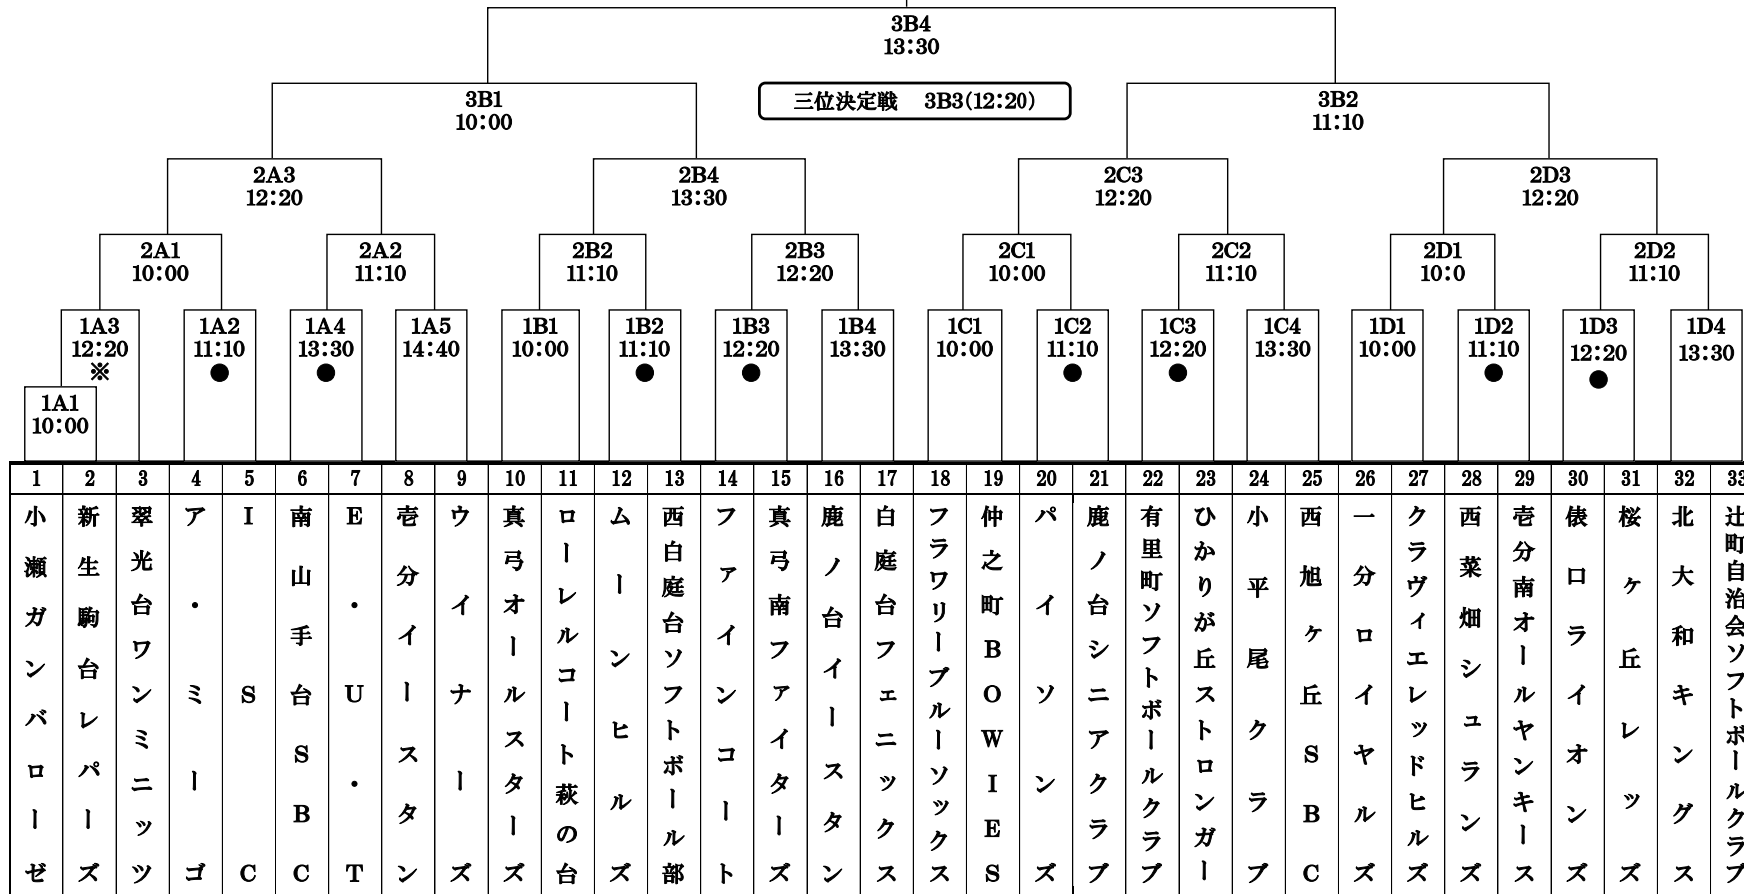 3B4
13:30
3B1
10:00
三位決定戦 3B3(12:20)
3B2
11:10
2A3
12:20
2B4
13:30
2C3
12:20
2D3
12:20
2A1
10:00
2A2
11:10
2B2
11:10
2B3
12:20
2C1
10:00
2C2
11:10
2D1
10:0
2D2
11:10
1A3
12:20
※
1A2
11:10
●
1A4
13:30
●
1A5
14:40
1B1
10:00
1B2
11:10
●
1B3
12:20
●
1B4
13:30
1C1
10:00
1C2
11:10
●
1C3
12:20
●
1C4
13:30
1D1
10:00
1D2
11:10
●
1D3
12:20
●
1D4
13:30
1A1
10:00
1 2 3 4 5 6 7 8 9 10 11 12 13 14 15 16 17 18 19 20 21 22 23 24 25 26 27 28 29 30 31 32 33
小瀬ガンバローゼ
新生駒台レパーズ
翠光台ワンミニッツ
ア・ミーゴ
ISC
南山手台SBC
E・U・T
壱分イースタン
ウイナーズ
真弓オールスターズ
ローレルコート萩の台
ムーンヒルズ
西白庭台ソフトボール部
ファインコート
真弓南ファイターズ
鹿ノ台イースタン
白庭台フェニックス
フラワリーブルーソックス
仲之町BOWIES
パイソンズ
鹿ノ台シニアクラブ
有里町ソフトボールクラブ
ひかりが丘ストロンガー
小平尾クラブ
西旭ヶ丘SBC
一分ロイヤルズ
クラヴィエレッドヒルズ
西菜畑シュランズ
壱分南オールヤンキース
俵口ライオンズ
桜ヶ丘レッズ
北大和キングス
辻町自治会ソフトボールクラブ